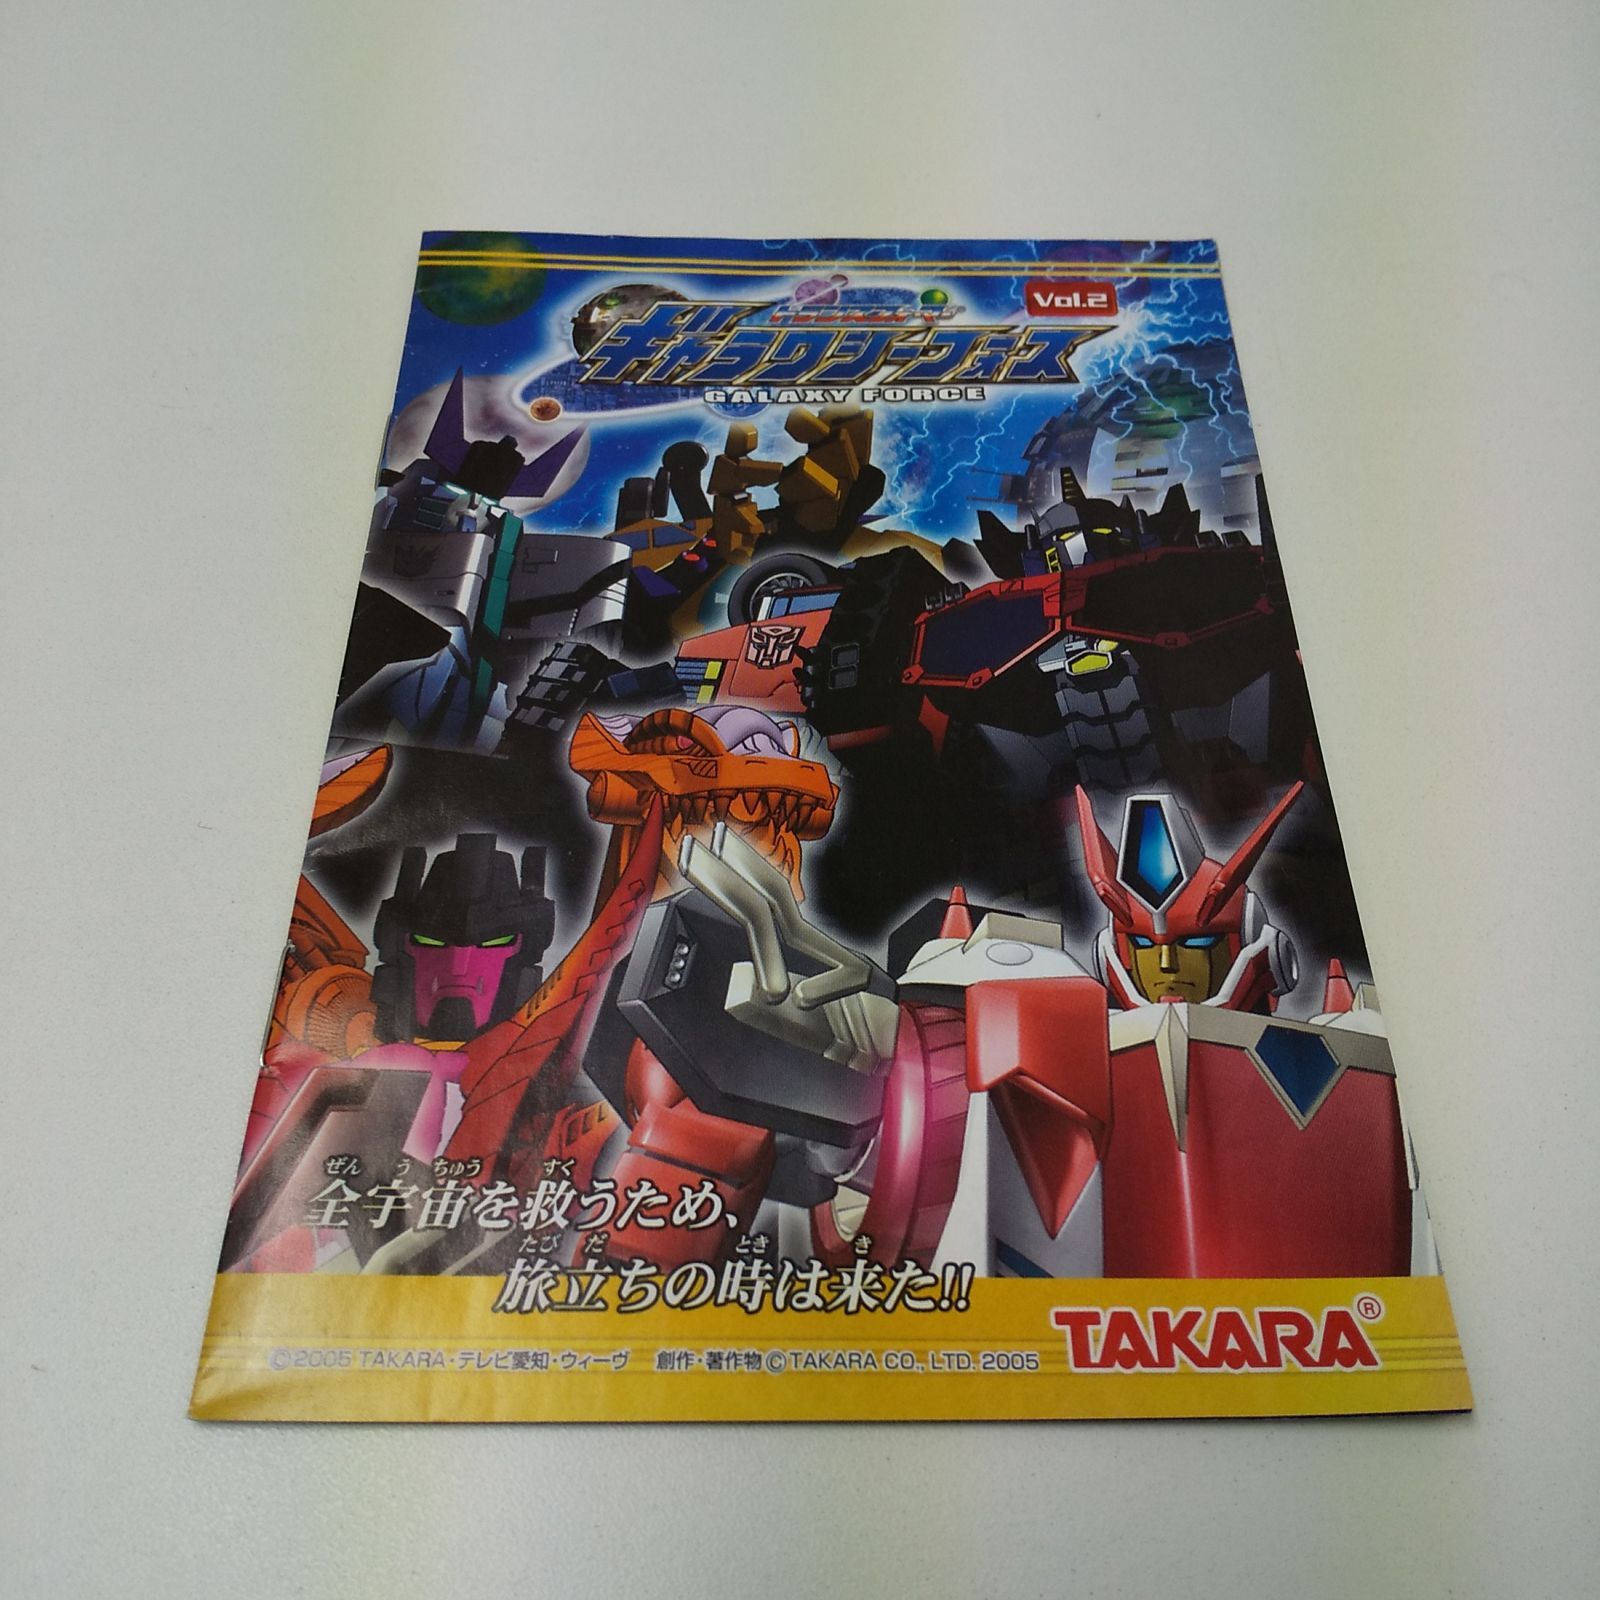 Vol.2
トランスフォーマー
ギャラクシーフォース
GALAXY FORCE
ぜん う ちゅう すく
全宇宙を救うため、
たび だ とき き
旅立ちの時は来た!!
TAKARA®
©2005 TAKARA・テレビ愛知・ウィーヴ 創作・著作物©TAKARA CO., LTD. 2005